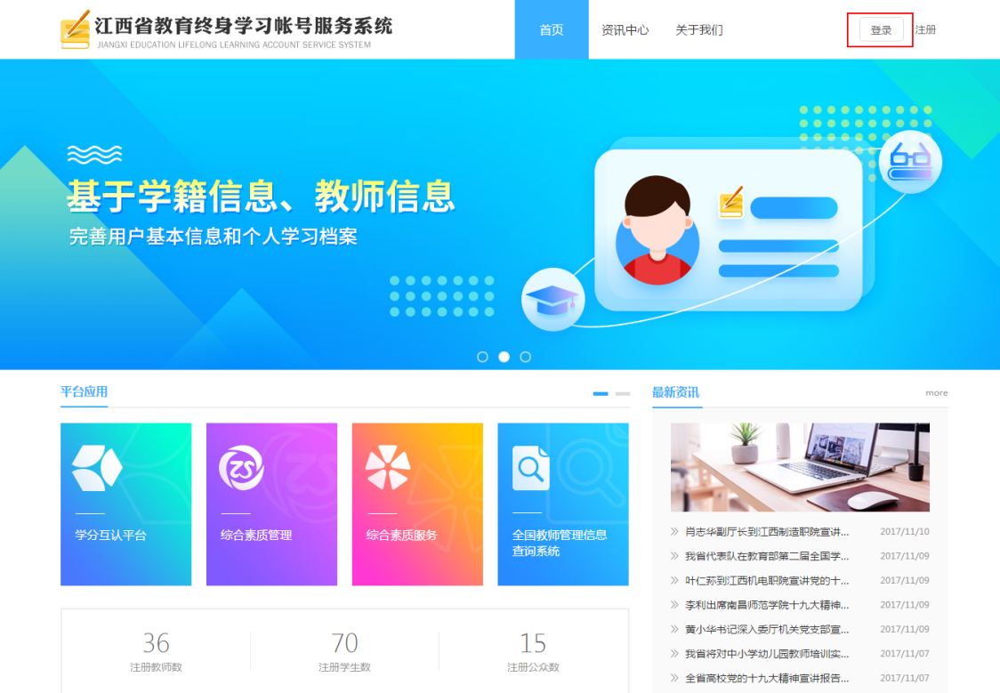 江西省教育终身学习帐号服务系统
JIANGXI EDUCATION LIFELONG LEARNING ACCOUNT SERVICE SYSTEM
首页
资讯中心
关于我们
登录
注册
基于学籍信息、教师信息
完善用户基本信息和个人学习档案
平台应用
学分互认平台
综合素质管理
综合素质服务
全国教师管理信息
查询系统
36
注册教师数
70
注册学生数
15
注册公众数
最新资讯
more
肖志华副厅长到江西制造职院宣讲... 2017/11/10
我省代表队在教育部第二届全国学... 2017/11/09
叶仁荪到江西机电职院宣讲党的十... 2017/11/09
李利出席南昌师范学院十九大精神... 2017/11/09
黄小华书记深入委厅机关党支部宣... 2017/11/09
我省将对中小学幼儿园教师培训实... 2017/11/07
全省高校党的十九大精神宣讲报告... 2017/11/07